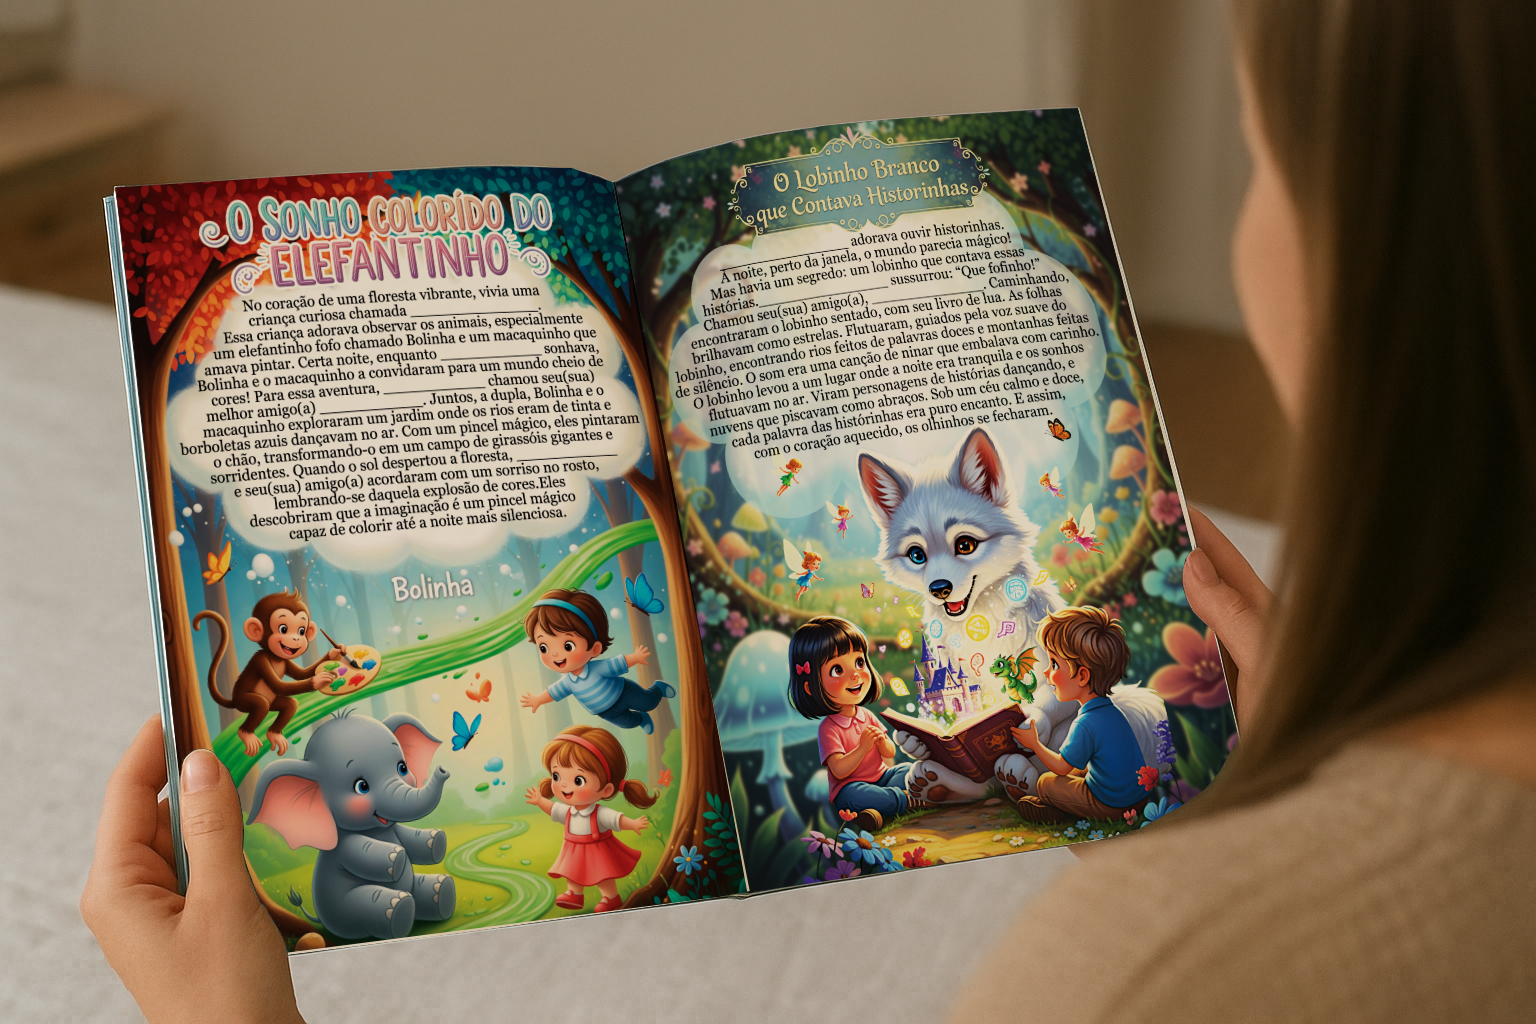 O SONHO COLORIDO DO
ELEFANTINHO
No coração de uma floresta vibrante, vivia uma
criança curiosa chamada _______________.
Essa criança adorava observar os animais, especialmente
um elefantinho fofo chamado Bolinha e um macaquinho que
amava pintar. Certa noite, enquanto _______________ sonhava,
Bolinha e o macaquinho a convidaram para um mundo cheio de
cores! Para essa aventura, _______________ chamou seu(sua)
melhor amigo(a) _______________. Juntos, a dupla, Bolinha e o
macaquinho exploraram um jardim onde os rios eram de tinta e
borboletas azuis dançavam no ar. Com um pincel mágico, eles pintaram
o chão, transformando-o em um campo de girassóis gigantes e
sorridentes. Quando o sol despertou a floresta, _______________
e seu(sua) amigo(a) acordaram com um sorriso no rosto,
lembrando-se daquela explosão de cores.Eles
descobriram que a imaginação é um pincel mágico
capaz de colorir até a noite mais silenciosa.
Bolinha
O Lobinho Branco
que Contava Historinhas
_______________ adorava ouvir historinhas.
À noite, perto da janela, o mundo parecia mágico!
Mas havia um segredo: um lobinho que contava essas
histórias. _______________ sussurrou: “Que fofinho!”
Chamou seu(sua) amigo(a), _______________. Caminhando,
encontraram o lobinho sentado, com seu livro de lua. As folhas
brilhavam como estrelas. Flutuaram, guiados pela voz suave do
lobinho, encontrando rios feitos de palavras doces e montanhas feitas
de silêncio. O som era uma canção de ninar que embalava com carinho.
O lobinho levou a um lugar onde a noite era tranquila e os sonhos
flutuavam no ar. Viram personagens de histórias dançando, e
nuvens que piscavam como abraços. Sob um céu calmo e doce,
cada palavra das historinhas era puro encanto. E assim,
com o coração aquecido, os olhinhos se fecharam.